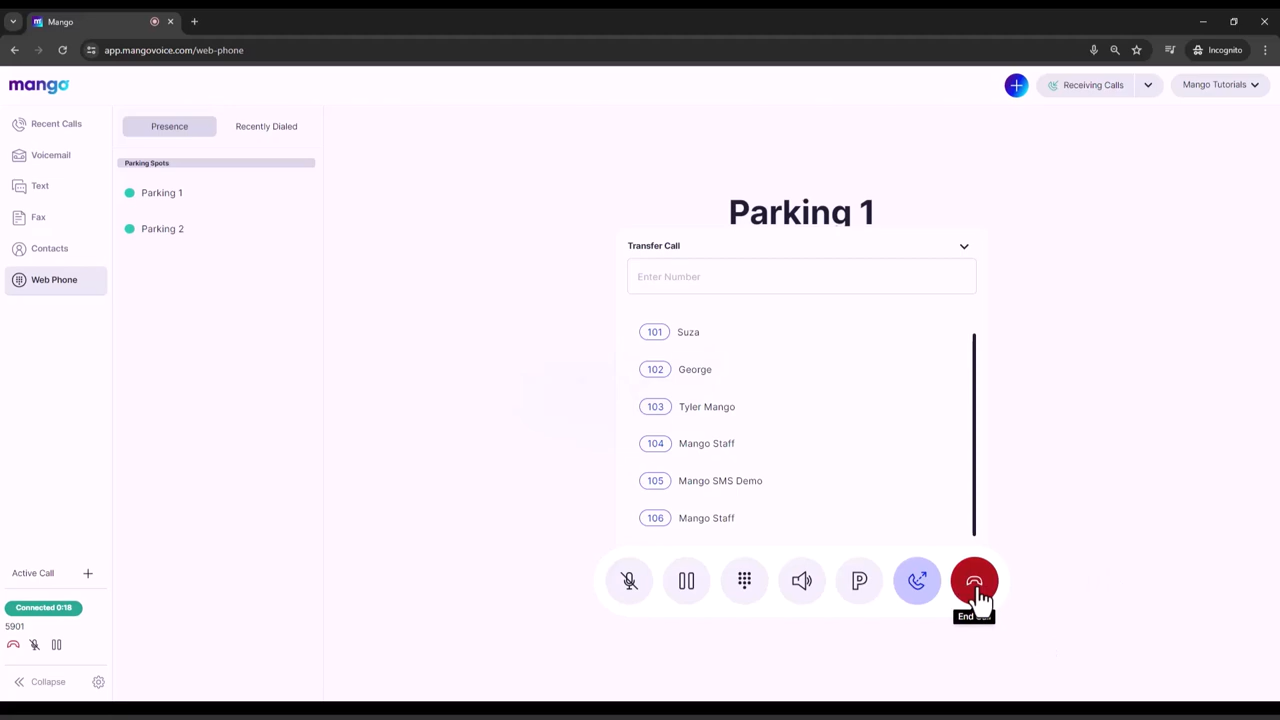 Mango
app.mangovoice.com/web-phone
Incognito
mango
Receiving Calls
Mango Tutorials
Recent Calls
Voicemail
Text
Fax
Contacts
Web Phone
Presence
Recently Dialed
Parking Spots
Parking 1
Parking 2
Parking 1
Transfer Call
Enter Number
101 Suza
102 George
103 Tyler Mango
104 Mango Staff
105 Mango SMS Demo
106 Mango Staff
P
End
Active Call
Connected 0:18
5901
Collapse